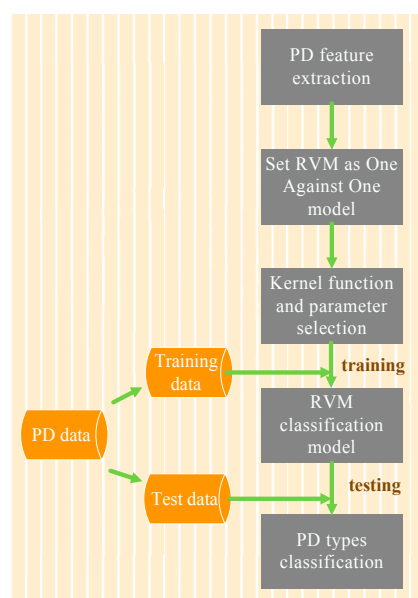 PD feature
extraction
Set RVM as One
Against One
model
Kernel function
and parameter
selection
training
Training
data
RVM
classification
model
PD data
testing
Test data
PD types
classification